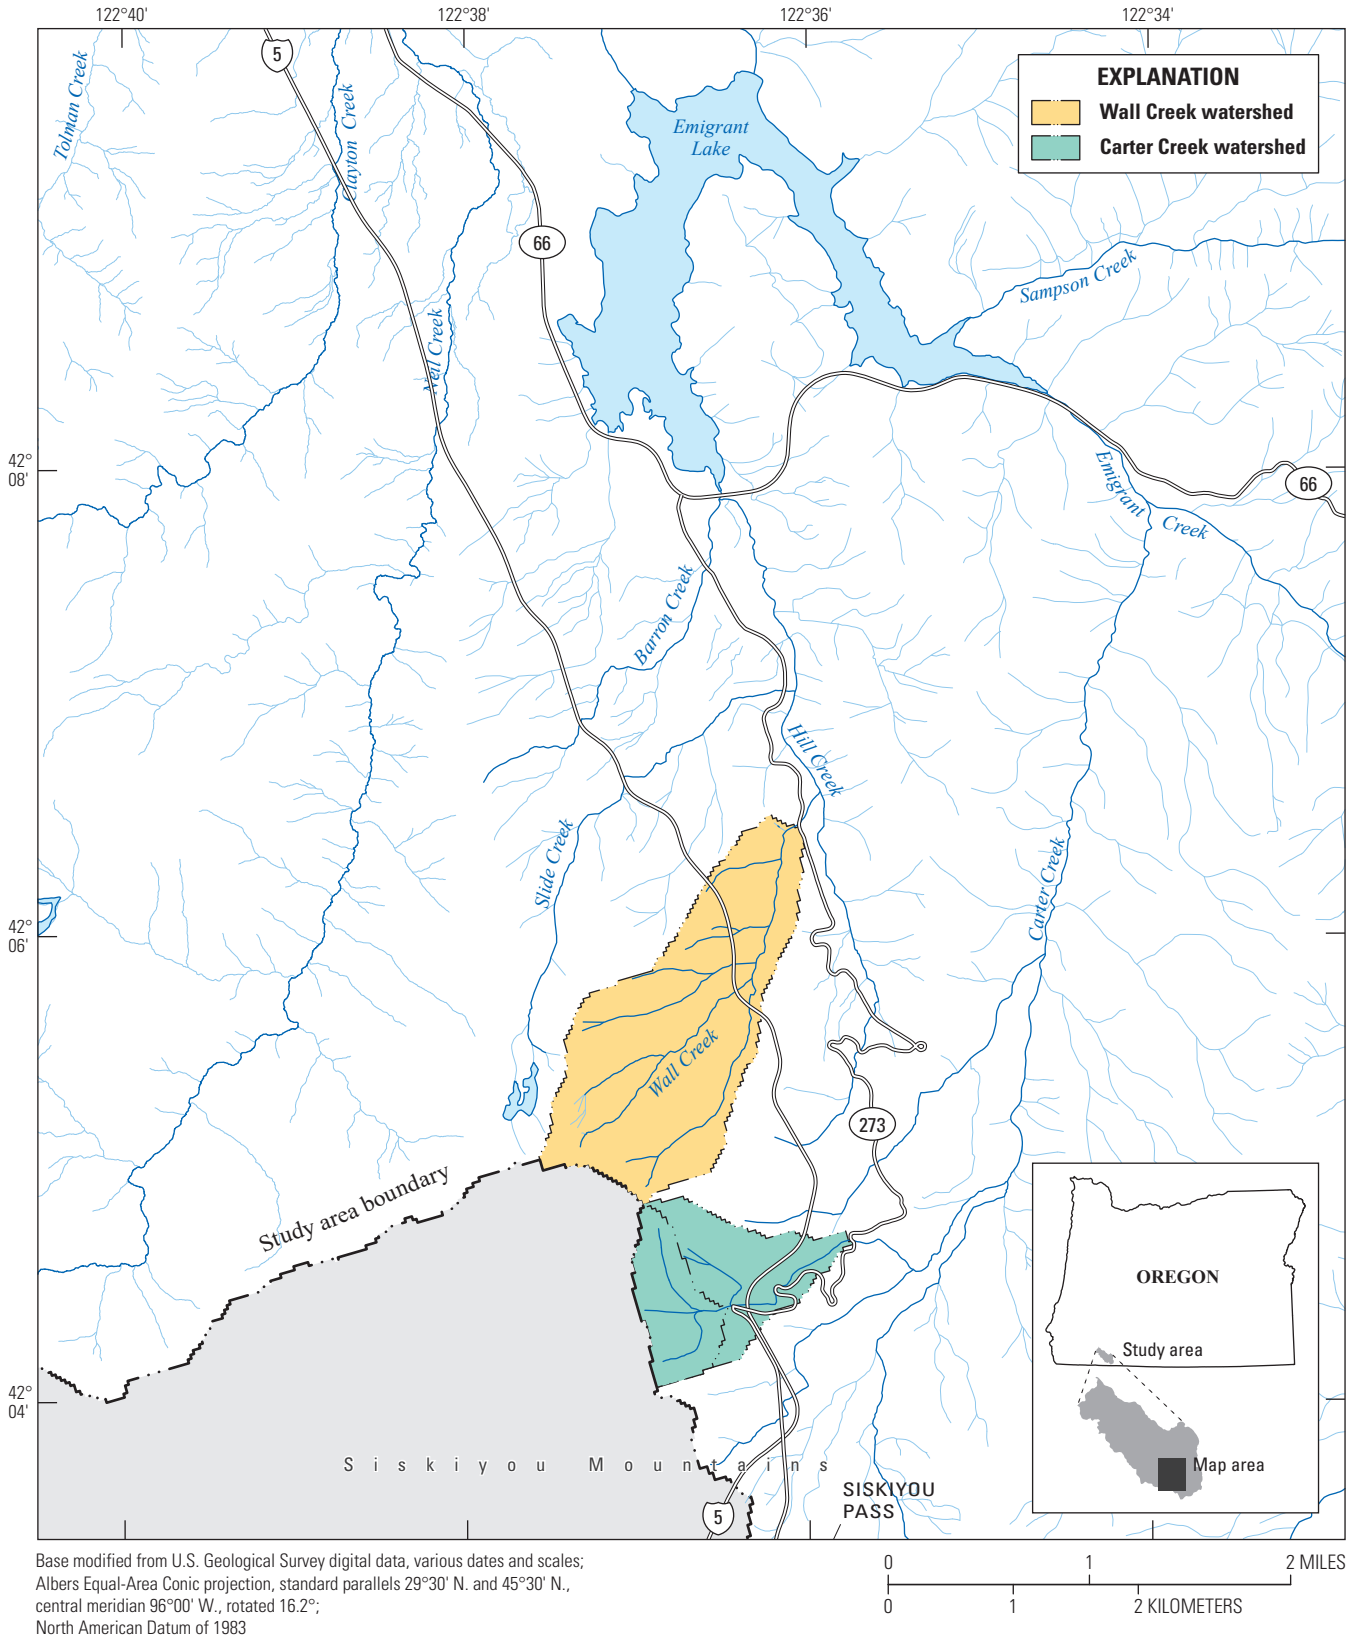 122°40'
122°38'
122°36'
122°34'
5
EXPLANATION
Wall Creek watershed
Carter Creek watershed
Tolman Creek
Clayton Creek
Emigrant
Lake
66
Sampson Creek
Neil Creek
42°
08'
Emigrant
Creek
66
Barron Creek
Hill Creek
Slide Creek
Carter Creek
42°
06'
Wall Creek
273
Study area boundary
OREGON
Study area
Map area
42°
04'
Siskiyou Mountains
SISKIYOU
PASS
5
Base modified from U.S. Geological Survey digital data, various dates and scales;
Albers Equal-Area Conic projection, standard parallels 29°30' N. and 45°30' N.,
central meridian 96°00' W., rotated 16.2°;
North American Datum of 1983
0 1 2 MILES
0 1 2 KILOMETERS